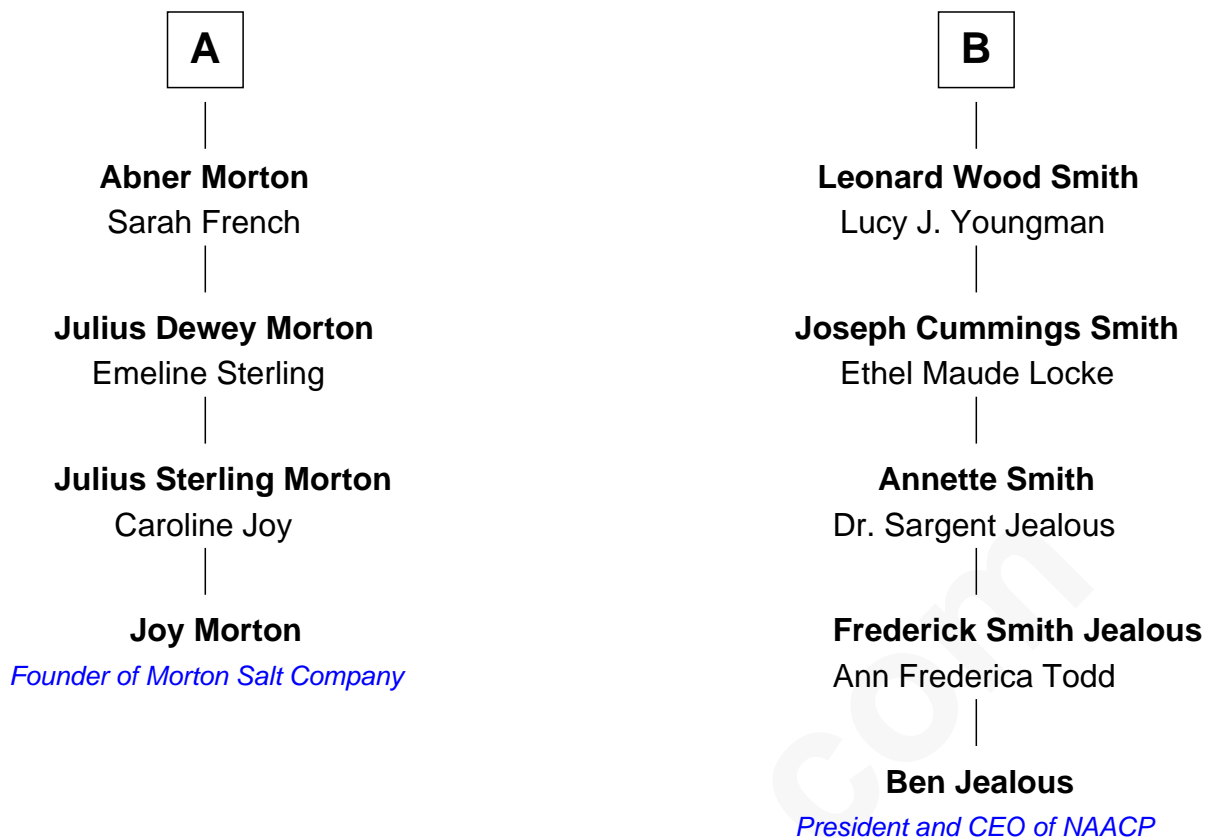 A
Abner Morton
Sarah French
Julius Dewey Morton
Emeline Sterling
Julius Sterling Morton
Caroline Joy
Joy Morton
Founder of Morton Salt Company
B
Leonard Wood Smith
Lucy J. Youngman
Joseph Cummings Smith
Ethel Maude Locke
Annette Smith
Dr. Sargent Jealous
Frederick Smith Jealous
Ann Frederica Todd
Ben Jealous
President and CEO of NAACP
com